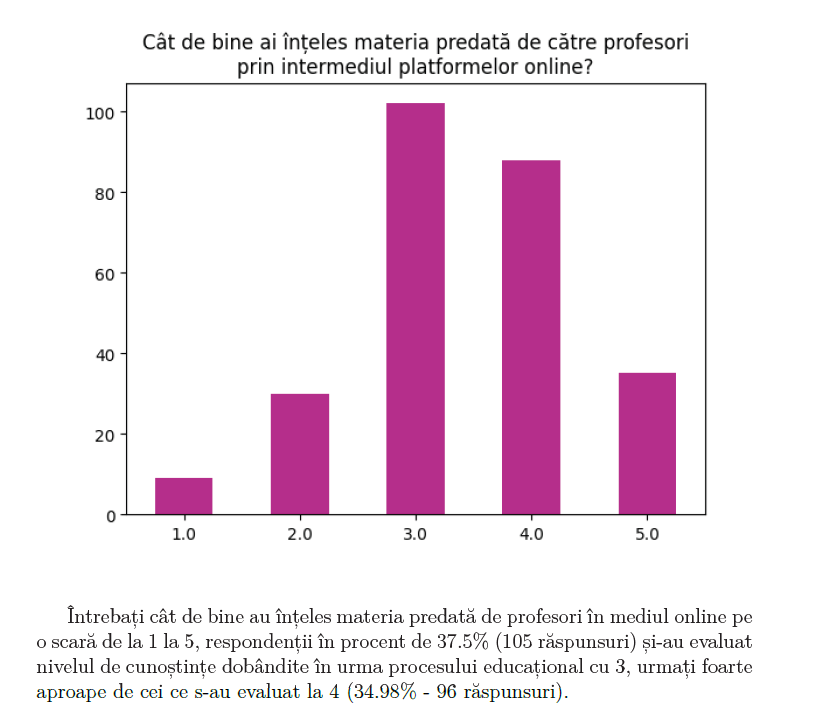 Cât de bine ai înțeles materia predată de către profesori
prin intermediul platformelor online?
100
80
60
40
20
0
1.0 2.0 3.0 4.0 5.0
Întrebați cât de bine au înțeles materia predată de profesori în mediul online pe
o scară de la 1 la 5, respondenții în procent de 37.5% (105 răspunsuri) și-au evaluat
nivelul de cunoștințe dobândite în urma procesului educațional cu 3, urmați foarte
aproape de cei ce s-au evaluat la 4 (34.98% - 96 răspunsuri).